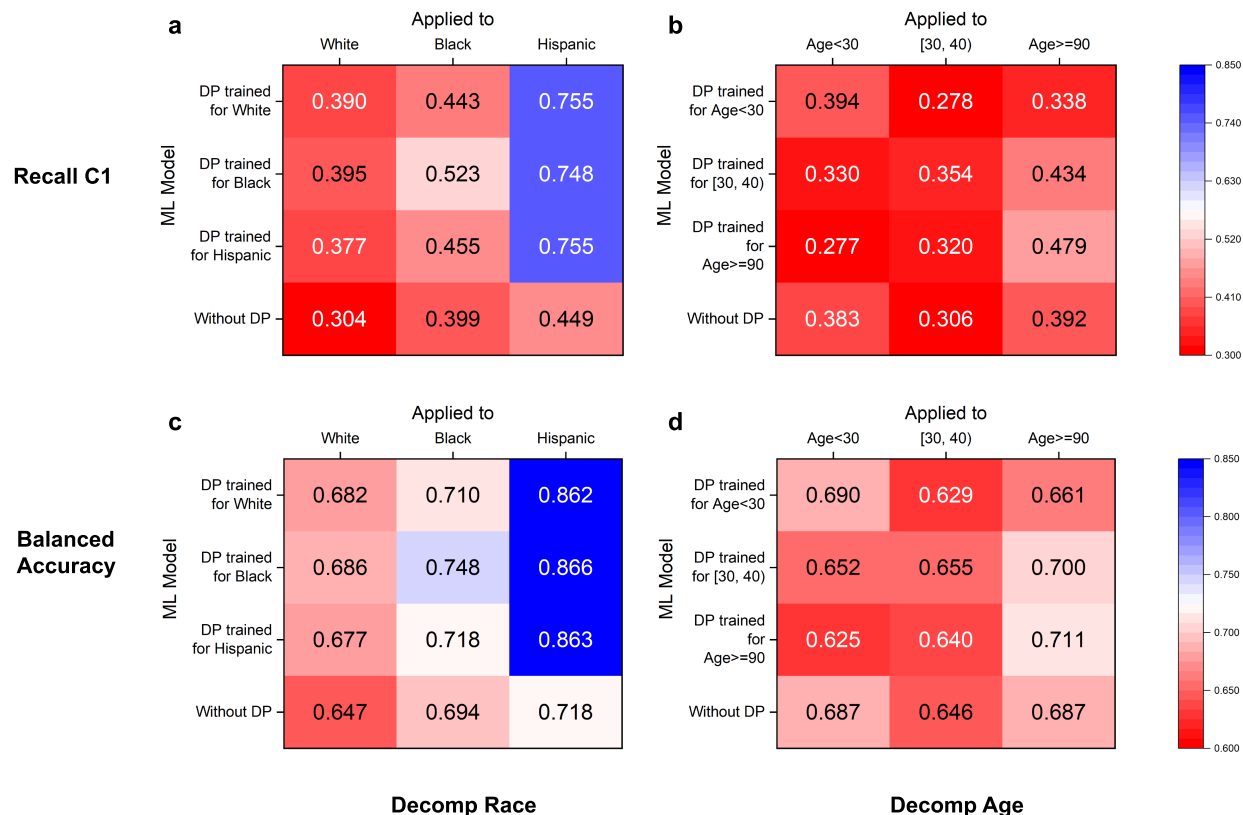 a
Applied to
White Black Hispanic
Recall C1
ML Model
DP trained
for White
0.390 0.443 0.755
DP trained
for Black
0.395 0.523 0.748
DP trained
for Hispanic
0.377 0.455 0.755
Without DP
0.304 0.399 0.449
b
Applied to
Age<30 [30, 40) Age>=90
ML Model
DP trained
for Age<30
0.394 0.278 0.338
DP trained
for [30, 40)
0.330 0.354 0.434
DP trained
for
Age>=90
0.277 0.320 0.479
Without DP
0.383 0.306 0.392
0.850
0.740
0.630
0.520
0.410
0.300
c
Applied to
White Black Hispanic
Balanced
Accuracy
ML Model
DP trained
for White
0.682 0.710 0.862
DP trained
for Black
0.686 0.748 0.866
DP trained
for Hispanic
0.677 0.718 0.863
Without DP
0.647 0.694 0.718
d
Applied to
Age<30 [30, 40) Age>=90
ML Model
DP trained
for Age<30
0.690 0.629 0.661
DP trained
for [30, 40)
0.652 0.655 0.700
DP trained
for
Age>=90
0.625 0.640 0.711
Without DP
0.687 0.646 0.687
0.850
0.800
0.750
0.700
0.650
0.600
Decomp Race
Decomp Age